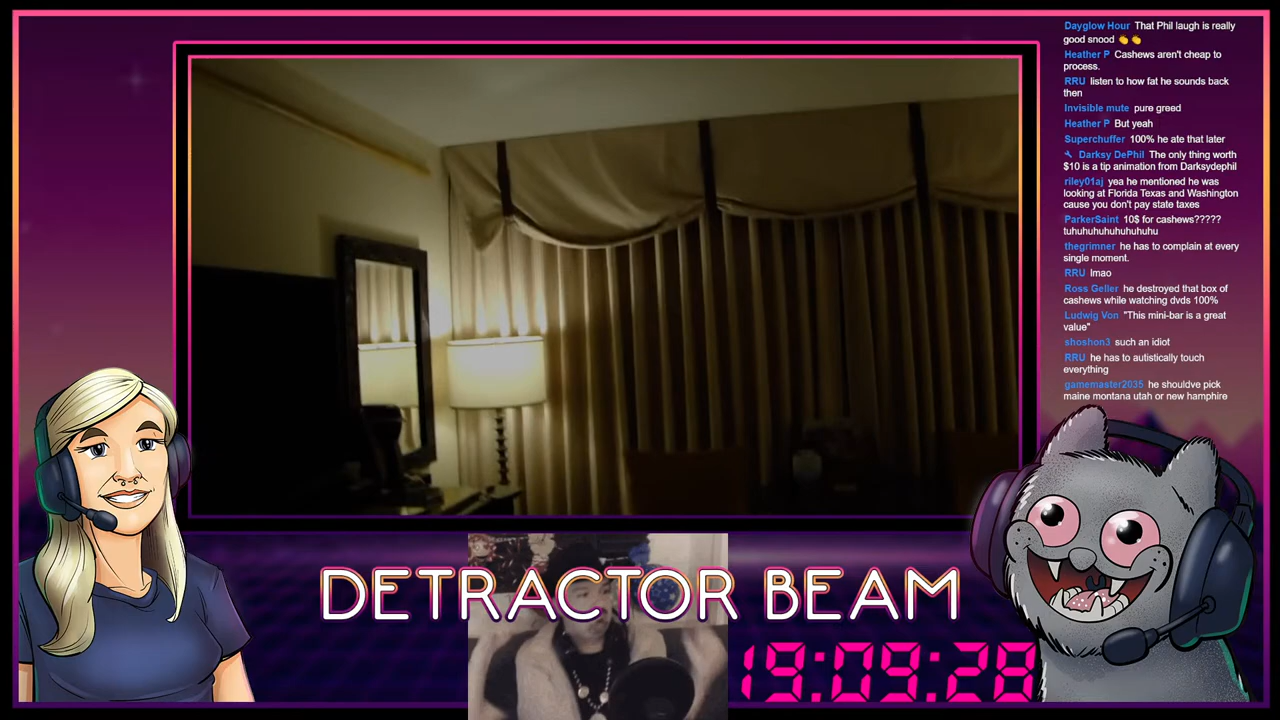 Dayglow Hour That Phil laugh is really
good snood 👏👏
Heather P Cashews aren't cheap to
process.
RRU listen to how fat he sounds back
then
Invisible mute pure greed
Heather P But yeah
Superchuffer 100% he ate that later
Darksy DePhil The only thing worth
$10 is a tip animation from Darksydephil
riley01aj yea he mentioned he was
looking at Florida Texas and Washington
cause you don't pay state taxes
ParkerSaint 10$ for cashews?????
tuhuhuhuhuhuhuhu
thegrimner he has to complain at every
single moment.
RRU lmao
Ross Geller he destroyed that box of
cashews while watching dvds 100%
Ludwig Von "This mini-bar is a great
value"
shoshon3 such an idiot
RRU he has to autistically touch
everything
gamemaster2035 he shouldve pick
maine montana utah or new hamphire
DETRACTOR BEAM
19:09:28